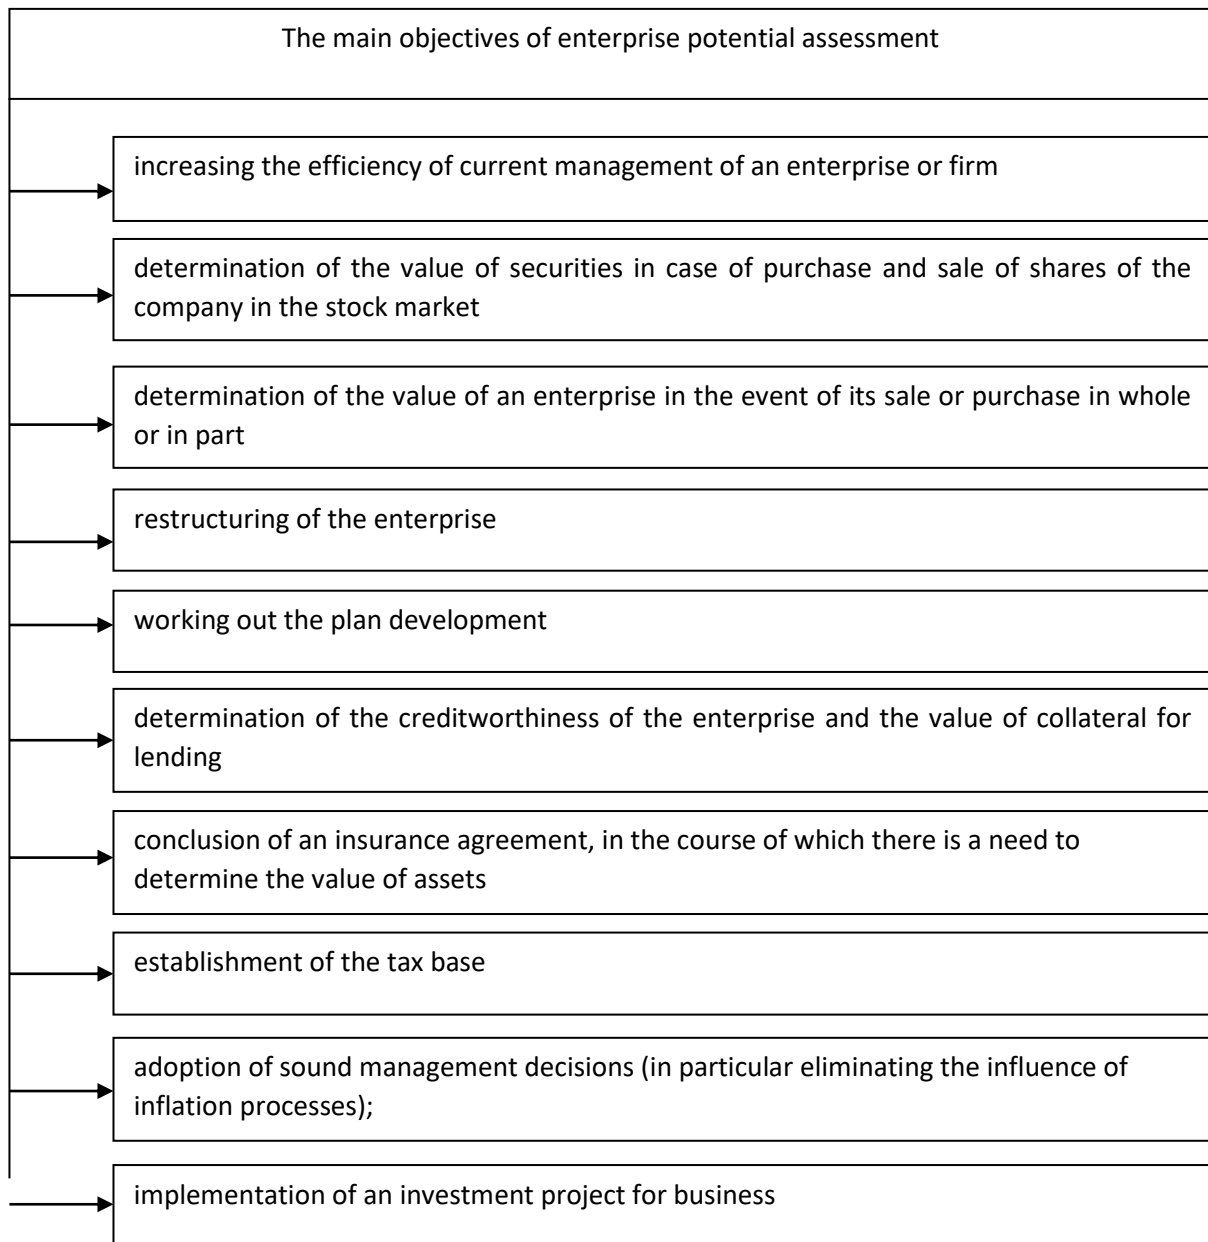 The main objectives of enterprise potential assessment
increasing the efficiency of current management of an enterprise or firm
determination of the value of securities in case of purchase and sale of shares of the
company in the stock market
determination of the value of an enterprise in the event of its sale or purchase in whole
or in part
restructuring of the enterprise
working out the plan development
determination of the creditworthiness of the enterprise and the value of collateral for
lending
conclusion of an insurance agreement, in the course of which there is a need to
determine the value of assets
establishment of the tax base
adoption of sound management decisions (in particular eliminating the influence of
inflation processes);
implementation of an investment project for business